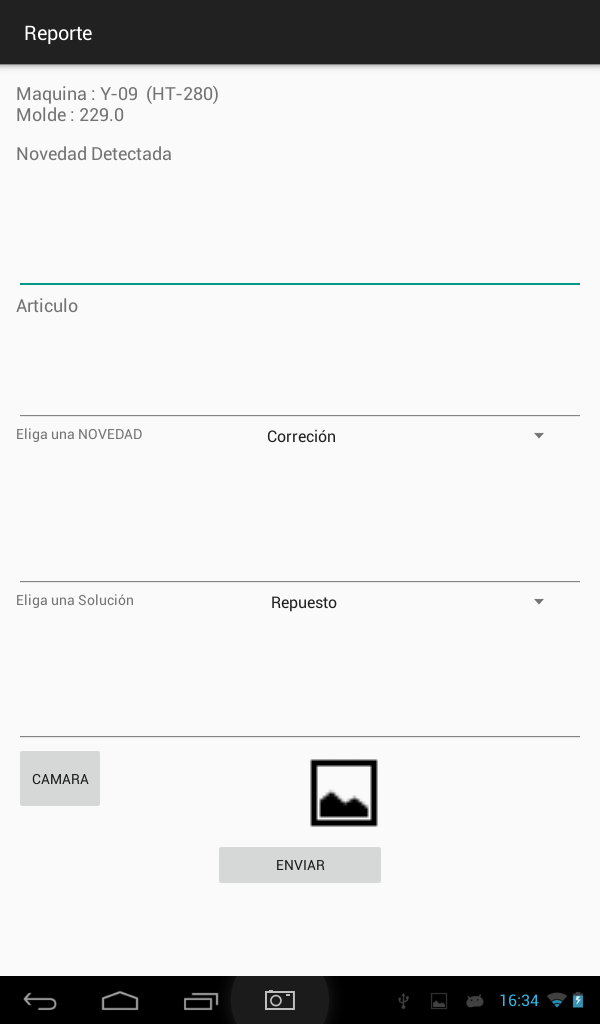 Reporte
Maquina : Y-09 (HT-280)
Molde : 229.0
Novedad Detectada
Articulo
Eliga una NOVEDAD Correción
Eliga una Solución Repuesto
CAMARA
ENVIAR
16:34